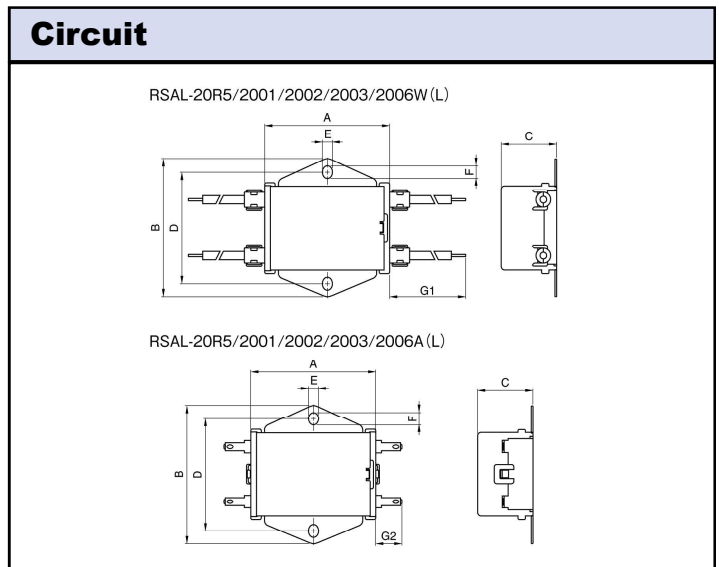 Circuit
RSAL-20R5/2001/2002/2003/2006W(L)
A
E
C
F
B
D
G1
RSAL-20R5/2001/2002/2003/2006A(L)
A
E
C
F
B
D
G2